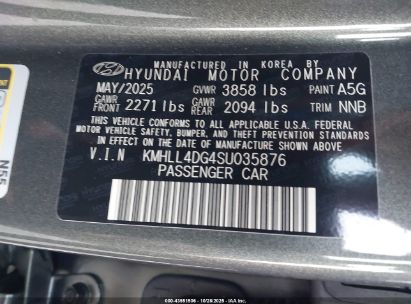 MANUFACTURED IN KOREA BY
HYUNDAI MOTOR COMPANY
MAY/2025 GVWR 3858 lbs PAINT A5G
GAWR FRONT 2271 lbs GAWR REAR 2094 lbs TRIM NNB
THIS VEHICLE CONFORMS TO ALL APPLICABLE U.S. FEDERAL MOTOR
VEHICLE SAFETY, BUMPER, AND THEFT PREVENTION STANDARDS
IN EFFECT ON THE DATE OF MANUFACTURE SHOWN ABOVE.
V.I.N KMHLL4DG4SU035876
PASSENGER CAR
N55